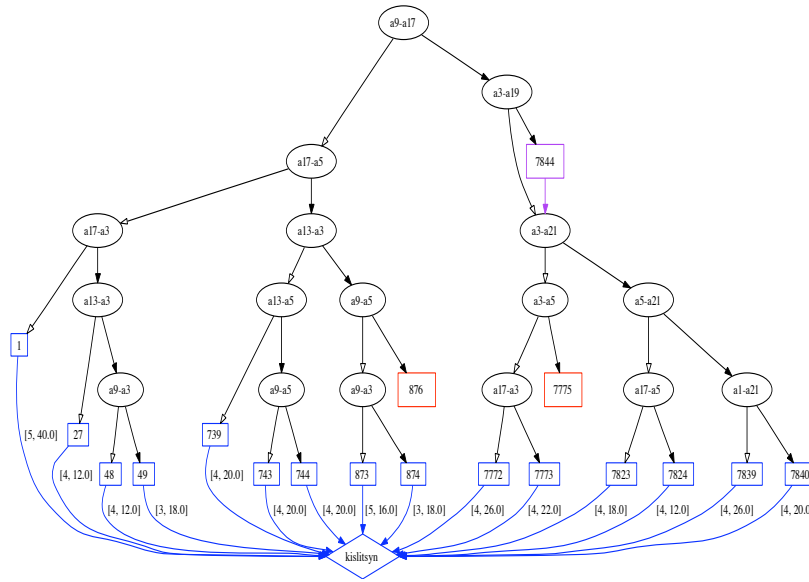 a9-a17
a3-a19
a17-a5
7844
a17-a3
a13-a3
a3-a21
a13-a3
a13-a5
a9-a5
a3-a5
a5-a21
1
a9-a3
a9-a5
a9-a3
876
a17-a3
7775
a17-a5
a1-a21
[5, 40.0]
27
739
48
49
743
744
873
874
7772
7773
7823
7824
7839
7840
[4, 12.0]
[4, 20.0]
[4, 12.0]
[3, 18.0]
[4, 20.0]
[4, 20.0]
[5, 16.0]
[3, 18.0]
[4, 26.0]
[4, 22.0]
[4, 18.0]
[4, 12.0]
[4, 26.0]
[4, 20.0]
kislitsyn